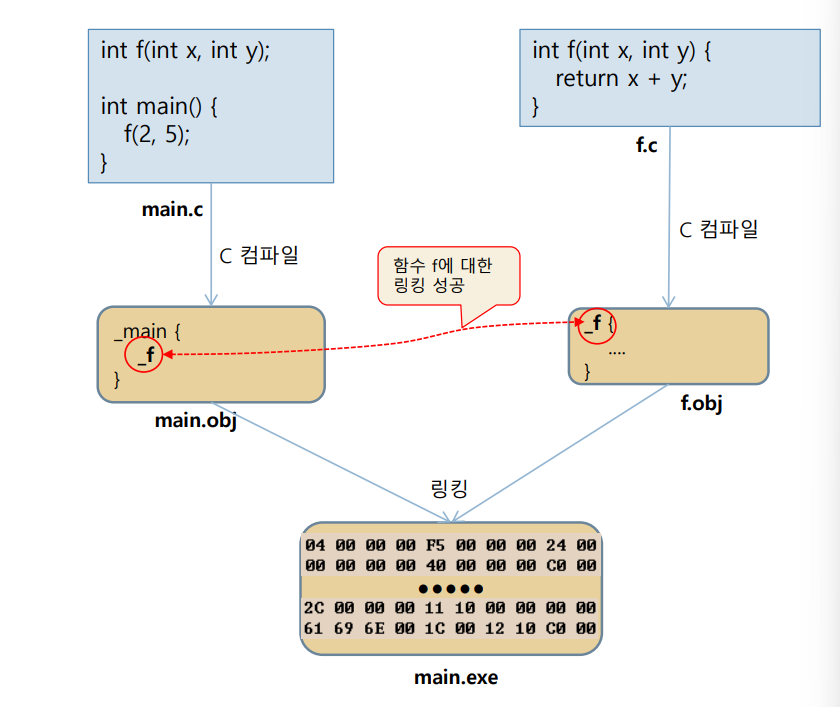 int f(int x, int y);
int main() {
f(2, 5);
}
main.c
int f(int x, int y) {
return x + y;
}
f.c
C 컴파일
C 컴파일
함수 f에 대한
링킹 성공
_main {
_f
}
main.obj
_f {
....
}
f.obj
링킹
04 00 00 00 F5 00 00 00 24 00
00 00 00 00 40 00 00 00 C0 00
●●●●●
2C 00 00 00 11 10 00 00 00 00
61 69 6E 00 1C 00 12 10 C0 00
main.exe